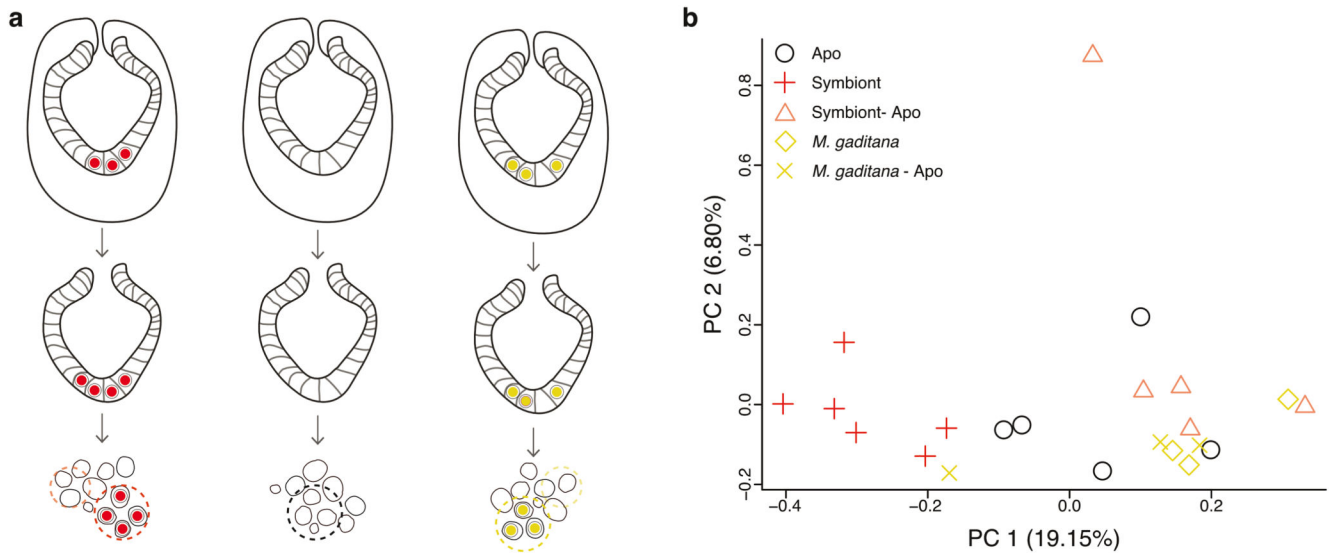 a
b
Apo
Symbiont
Symbiont- Apo
M. gaditana
M. gaditana - Apo
PC 2 (6.80%)
0.8
0.6
0.4
0.2
0.0
−0.2
−0.4
−0.2
0.0
0.2
PC 1 (19.15%)